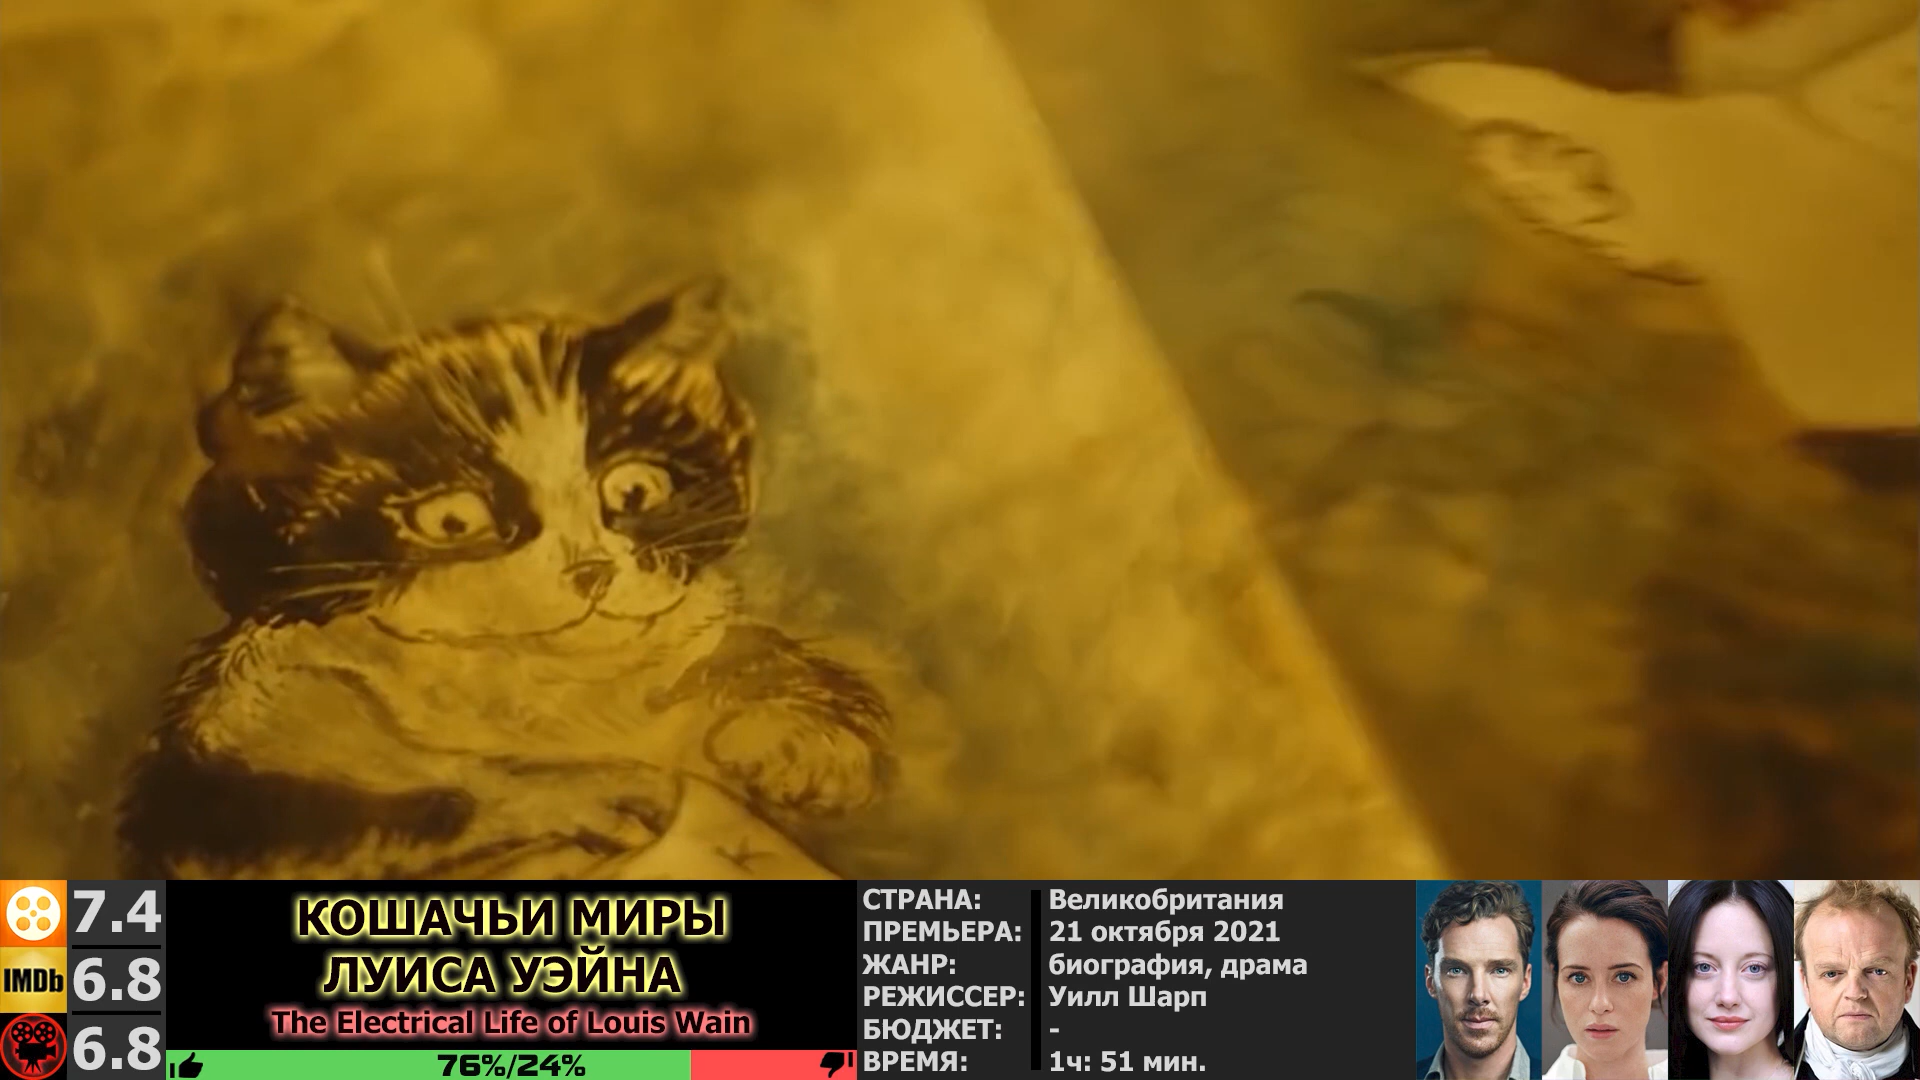 7.4
IMDb 6.8
6.8
КОШАЧЬИ МИРЫ
ЛУИСА УЭЙНА
The Electrical Life of Louis Wain
76%/24%
СТРАНА: Великобритания
ПРЕМЬЕРА: 21 октября 2021
ЖАНР: биография, драма
РЕЖИССЕР: Уилл Шарп
БЮДЖЕТ: -
ВРЕМЯ: 1ч: 51 мин.